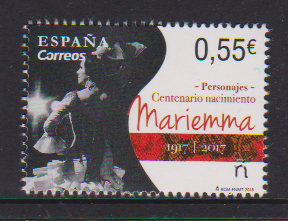 ESPAÑA
Correos
0,55€
- Personajes -
Centenario nacimiento
Mariemma
1917 | 2017